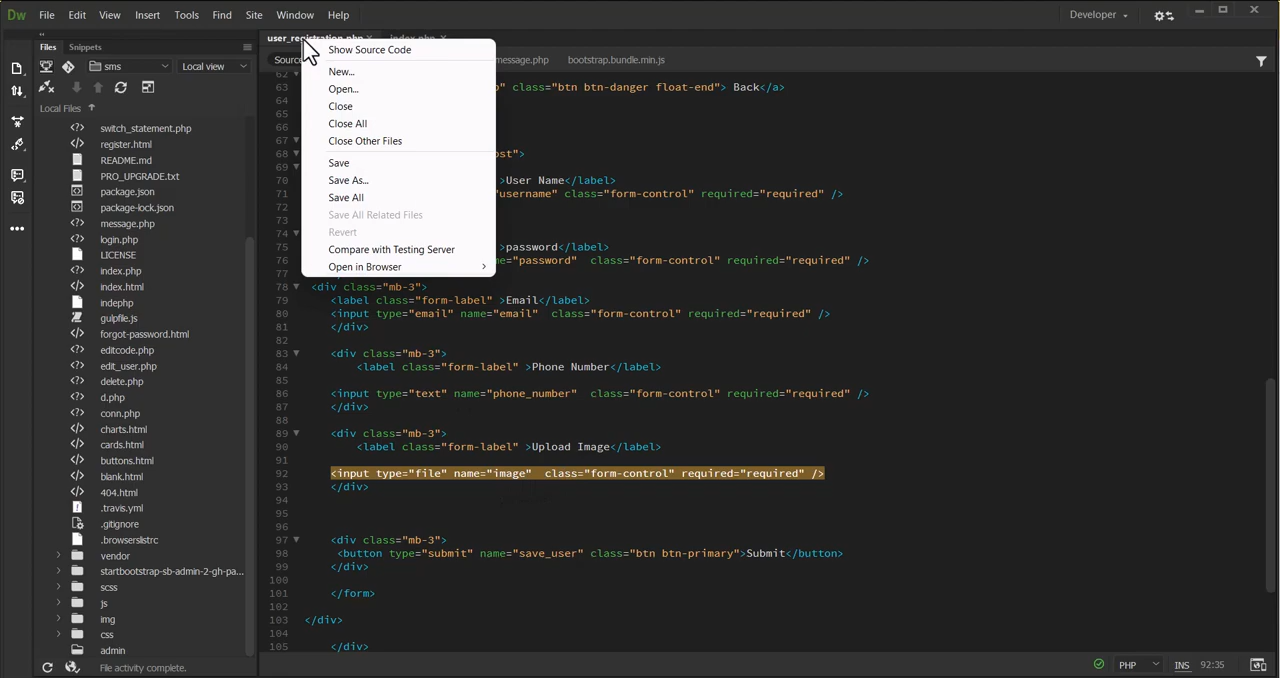 Dw File Edit View Insert Tools Find Site Window Help Developer
Files Snippets
user_registration.php index.php
sms Local view
message.php bootstrap.bundle.min.js
Local Files
switch_statement.php
register.html
README.md
PRO_UPGRADE.txt
package.json
package-lock.json
message.php
login.php
LICENSE
index.php
index.html
indephp
gulpfile.js
forgot-password.html
editcode.php
edit_user.php
delete.php
d.php
conn.php
charts.html
cards.html
buttons.html
blank.html
404.html
.travis.yml
.gitignore
.browserslistrc
vendor
startbootstrap-sb-admin-2-gh-pa...
scss
js
img
css
admin
File activity complete.
Show Source Code
New...
Open...
Close
Close All
Close Other Files
Save
Save As...
Save All
Save All Related Files
Revert
Compare with Testing Server
Open in Browser
62
63 class="btn btn-danger float-end"> Back</a>
64
65
66
67
68 ost">
69
70 >User Name</label>
71 "username" class="form-control" required="required" />
72
73
74
75 >password</label>
76 ="password" class="form-control" required="required" />
77
78 <div class="mb-3">
79 <label class="form-label" >Email</label>
80 <input type="email" name="email" class="form-control" required="required" />
81 </div>
82
83 <div class="mb-3">
84 <label class="form-label" >Phone Number</label>
85
86 <input type="text" name="phone_number" class="form-control" required="required" />
87 </div>
88
89 <div class="mb-3">
90 <label class="form-label" >Upload Image</label>
91
92 <input type="file" name="image" class="form-control" required="required" />
93 </div>
94
95
96
97 <div class="mb-3">
98 <button type="submit" name="save_user" class="btn btn-primary">Submit</button>
99 </div>
100
101 </form>
102
103 </div>
104
105 </div>
PHP INS 92:35